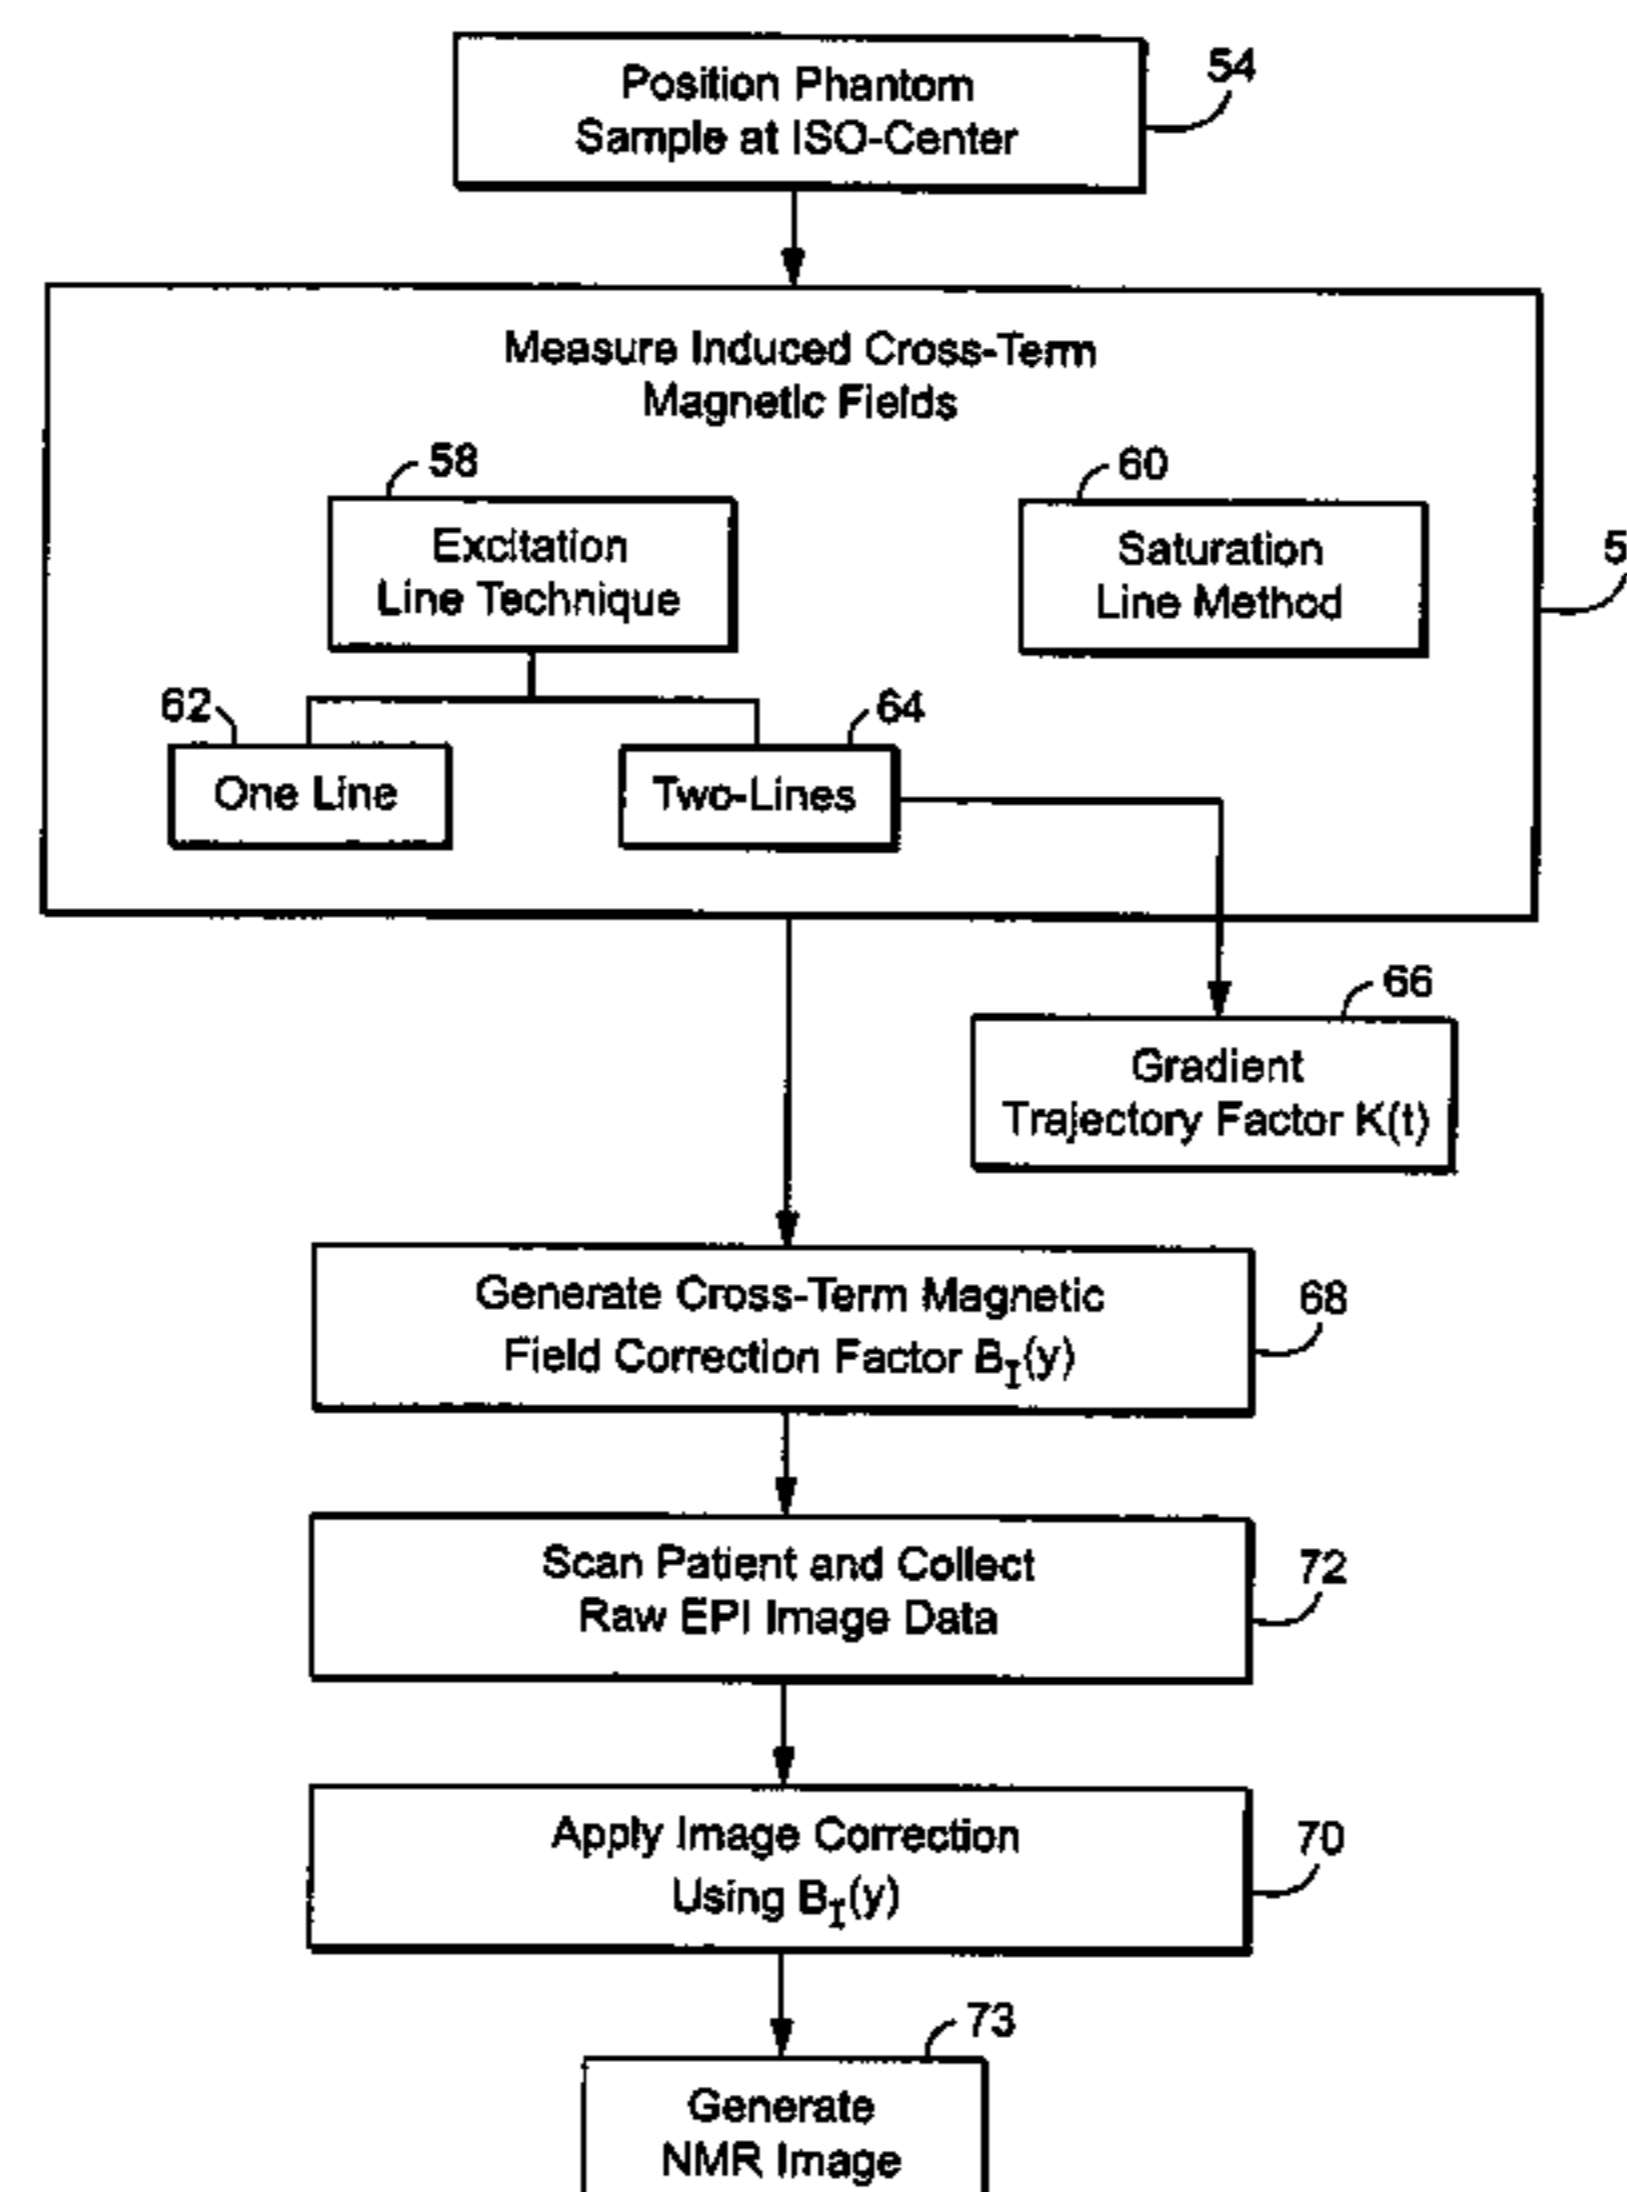 Position Phantom
Sample at ISO-Center
54
Measure Induced Cross-Term
Magnetic Fields
58
Excitation
Line Technique
60
Saturation
Line Method
5
62
One Line
64
Two-Lines
66
Gradient
Trajectory Factor K(t)
Generate Cross-Term Magnetic
Field Correction Factor B_I(y)
68
Scan Patient and Collect
Raw EPI Image Data
72
Apply Image Correction
Using B_I(y)
70
73
Generate
NMR Image